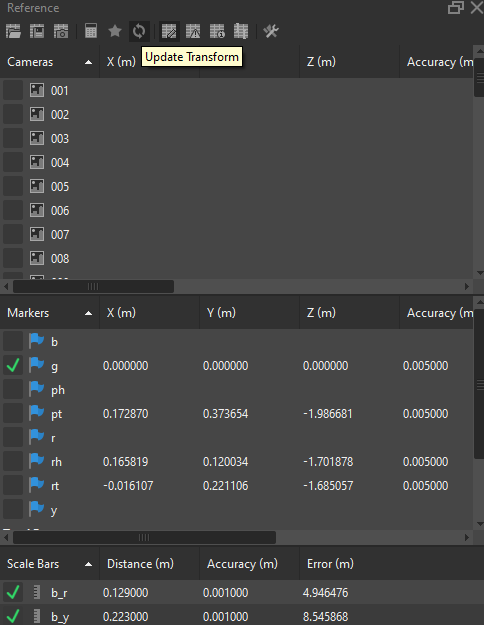 Reference
Update Transform
Cameras X (m) Z (m) Accuracy (m
001
002
003
004
005
006
007
008
Markers X (m) Y (m) Z (m) Accuracy (m
b
g 0.000000 0.000000 0.000000 0.005000
ph
pt 0.172870 0.373654 -1.986681 0.005000
r
rh 0.165819 0.120034 -1.701878 0.005000
rt -0.016107 0.221106 -1.685057 0.005000
y
Scale Bars Distance (m) Accuracy (m) Error (m)
b_r 0.129000 0.001000 4.946476
b_y 0.223000 0.001000 8.545868